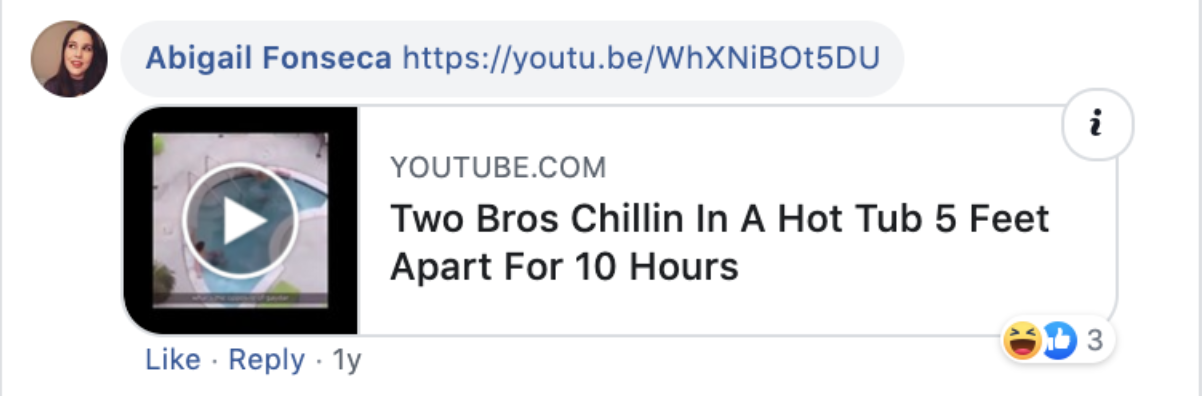 Abigail Fonseca https://youtu.be/WhXNiBOt5DU
i
YOUTUBE.COM
Two Bros Chillin In A Hot Tub 5 Feet
Apart For 10 Hours
3
Like · Reply · 1y